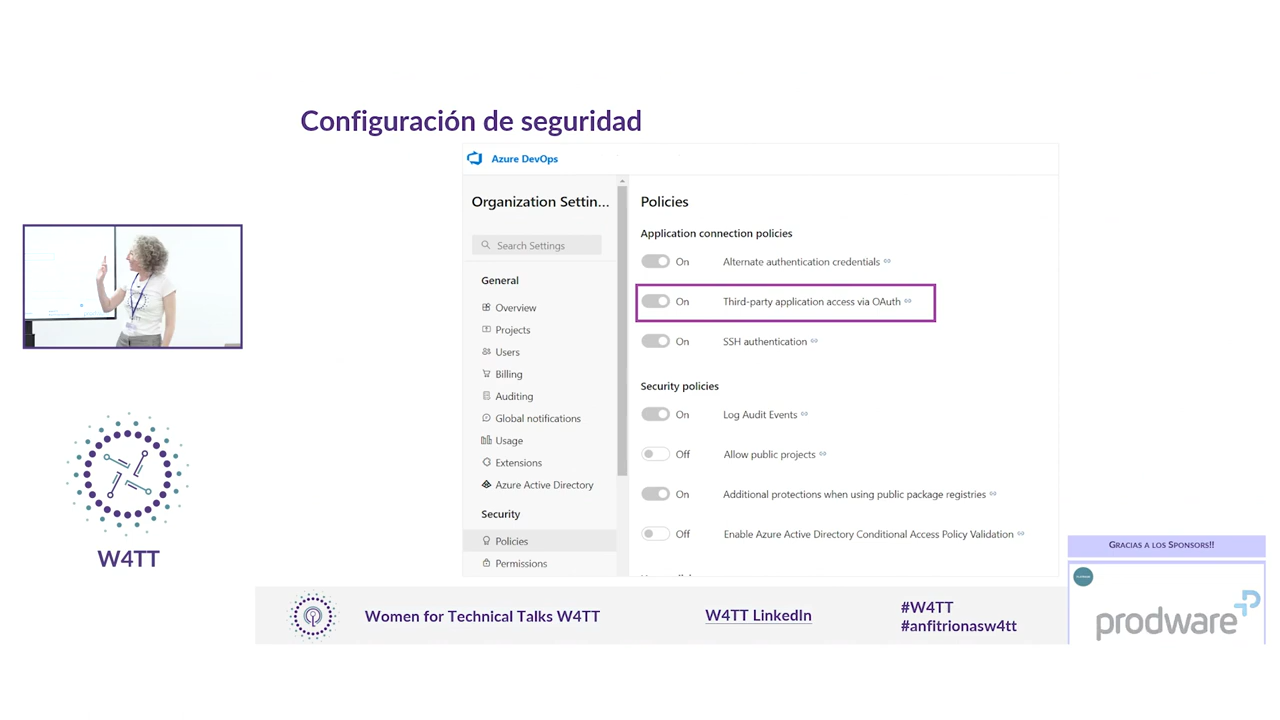 Configuración de seguridad
Azure DevOps
Organization Settin...
Search Settings
General
Overview
Projects
Users
Billing
Auditing
Global notifications
Usage
Extensions
Azure Active Directory
Security
Policies
Permissions
Policies
Application connection policies
On Alternate authentication credentials
On Third-party application access via OAuth
On SSH authentication
Security policies
On Log Audit Events
Off Allow public projects
On Additional protections when using public package registries
Off Enable Azure Active Directory Conditional Access Policy Validation
W4TT
Women for Technical Talks W4TT
W4TT LinkedIn
#W4TT
#anfitrionasw4tt
GRACIAS A LOS SPONSORS!!
prodware